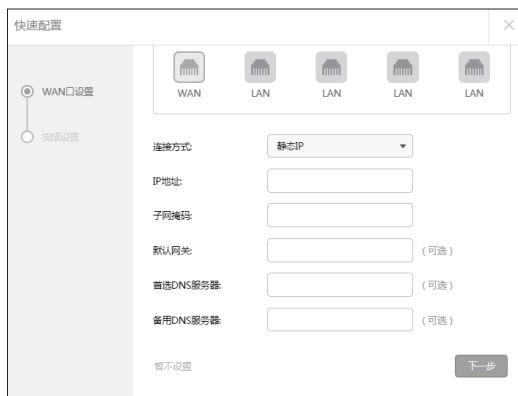 快速配置
WAN LAN LAN LAN LAN
WAN口设置
完成设置
连接方式: 静态IP
IP地址:
子网掩码:
默认网关: (可选)
首选DNS服务器: (可选)
备用DNS服务器: (可选)
暂不设置 下一步